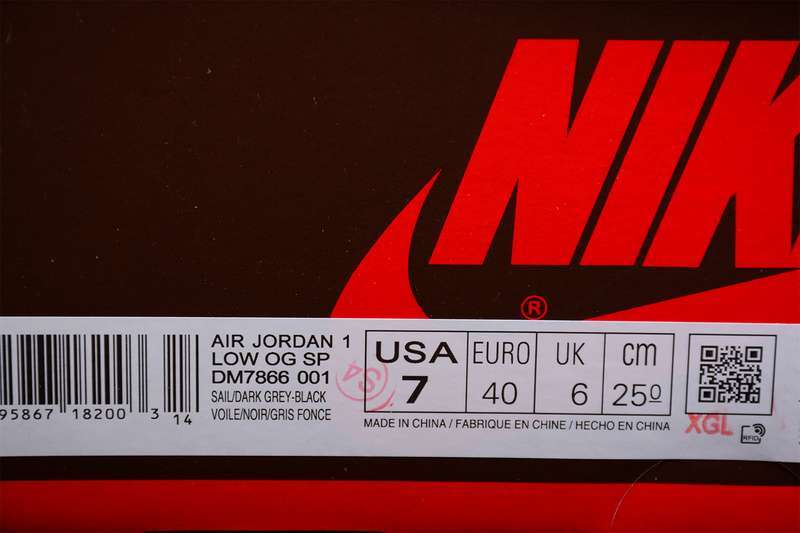 NIK
®
AIR JORDAN 1
LOW OG SP
DM7866 001
SAIL/DARK GREY-BLACK
VOILE/NOIR/GRIS FONCE
95867 18200 3 14
S4
USA
7
EURO
40
UK
6
cm
25 0
MADE IN CHINA / FABRIQUE EN CHINE / HECHO EN CHINA
XGL
RFID